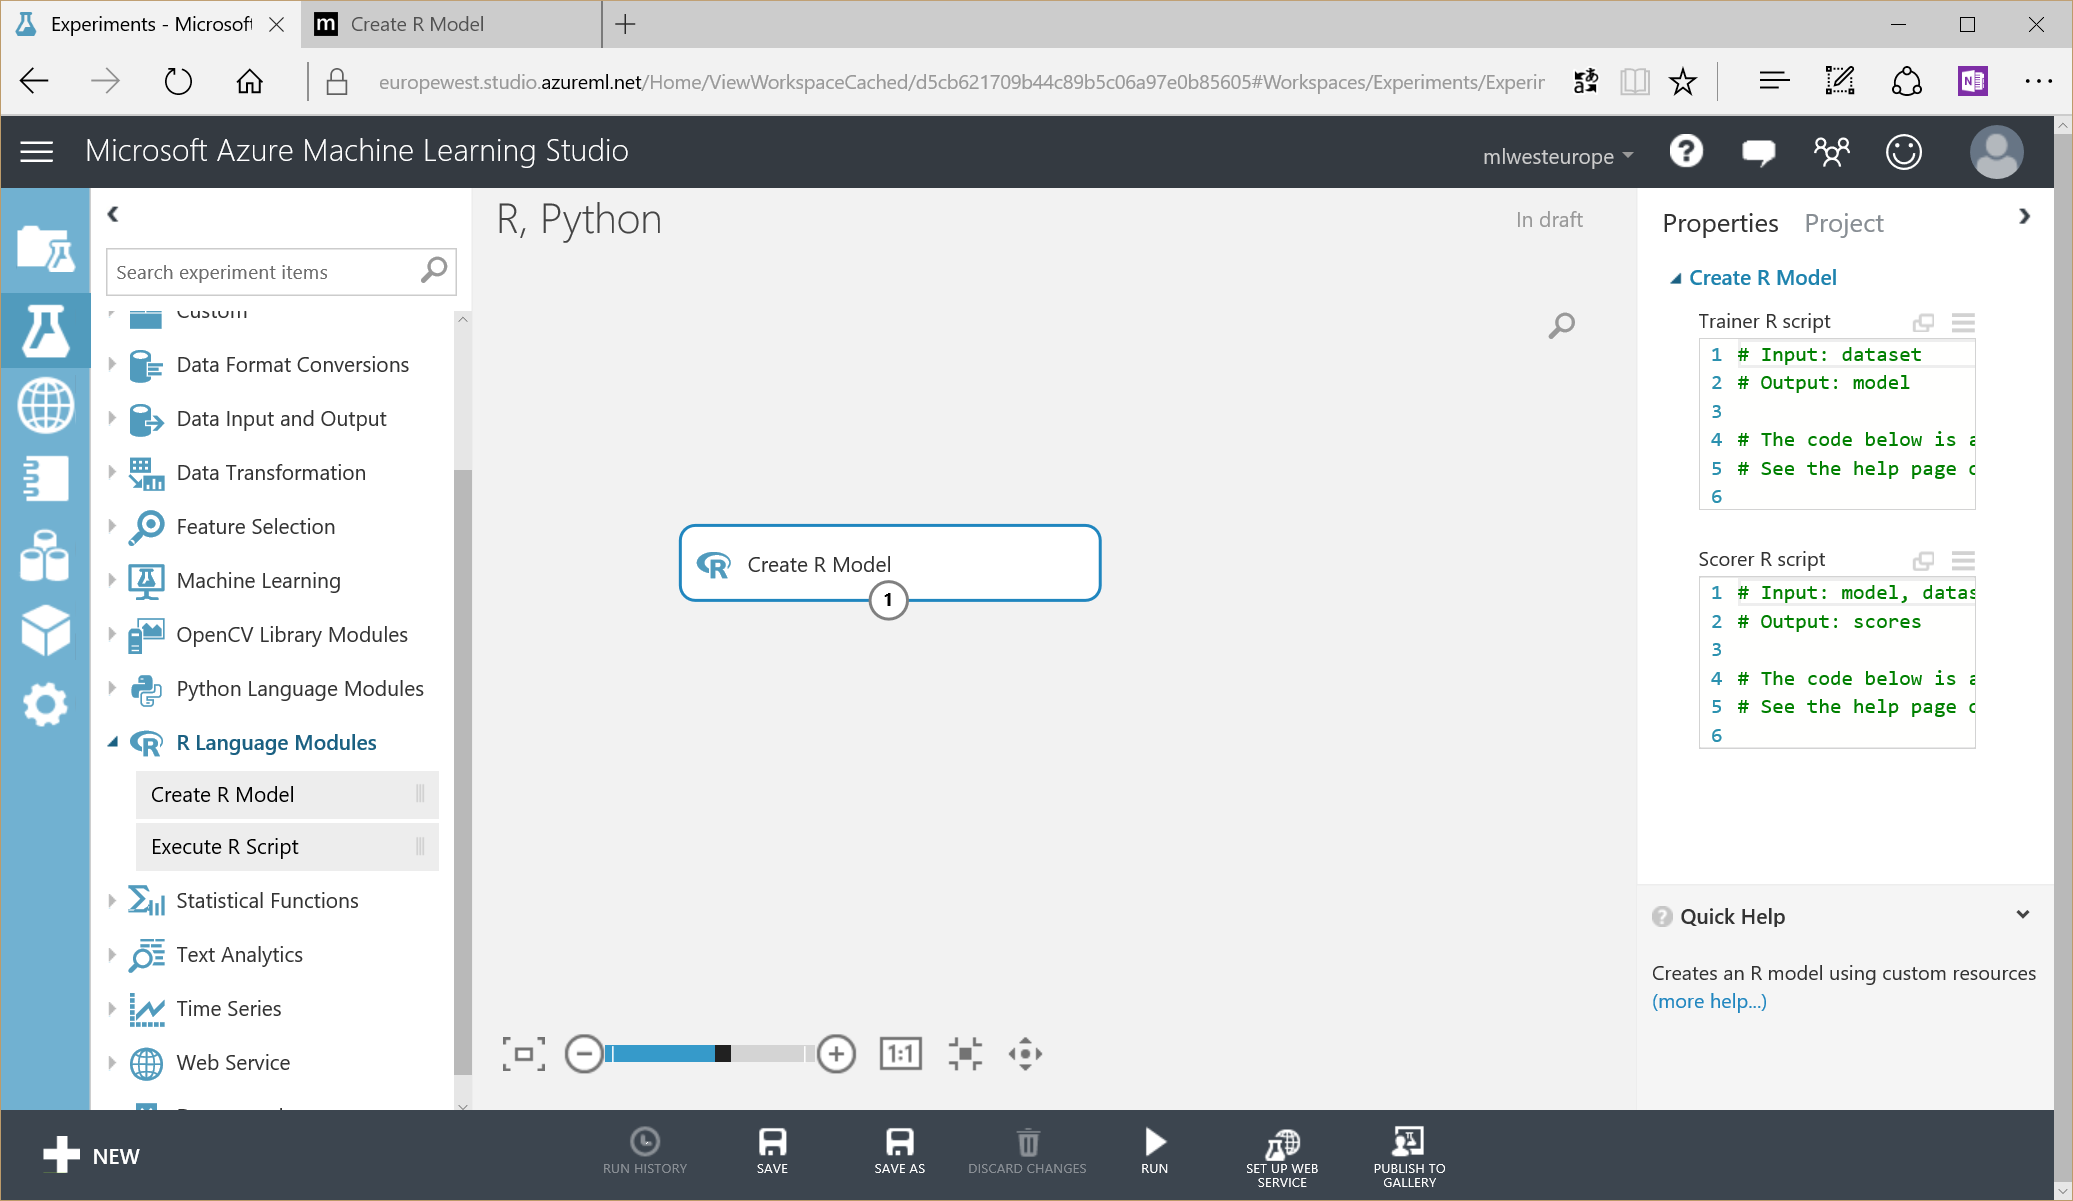 Experiments - Microsoft
Create R Model
europewest.studio.azureml.net/Home/ViewWorkspaceCached/d5cb621709b44c89b5c06a97e0b85605#Workspaces/Experiments/Experin
Microsoft Azure Machine Learning Studio
mlwesteurope
Search experiment items
Custom
Data Format Conversions
Data Input and Output
Data Transformation
Feature Selection
Machine Learning
OpenCV Library Modules
Python Language Modules
R Language Modules
Create R Model
Execute R Script
Statistical Functions
Text Analytics
Time Series
Web Service
R, Python
In draft
Create R Model
1
1:1
Properties Project
Create R Model
Trainer R script
1 # Input: dataset
2 # Output: model
3
4 # The code below is a
5 # See the help page o
6
Scorer R script
1 # Input: model, datas
2 # Output: scores
3
4 # The code below is a
5 # See the help page o
6
Quick Help
Creates an R model using custom resources
(more help...)
NEW
RUN HISTORY
SAVE
SAVE AS
DISCARD CHANGES
RUN
SET UP WEB
SERVICE
PUBLISH TO
GALLERY